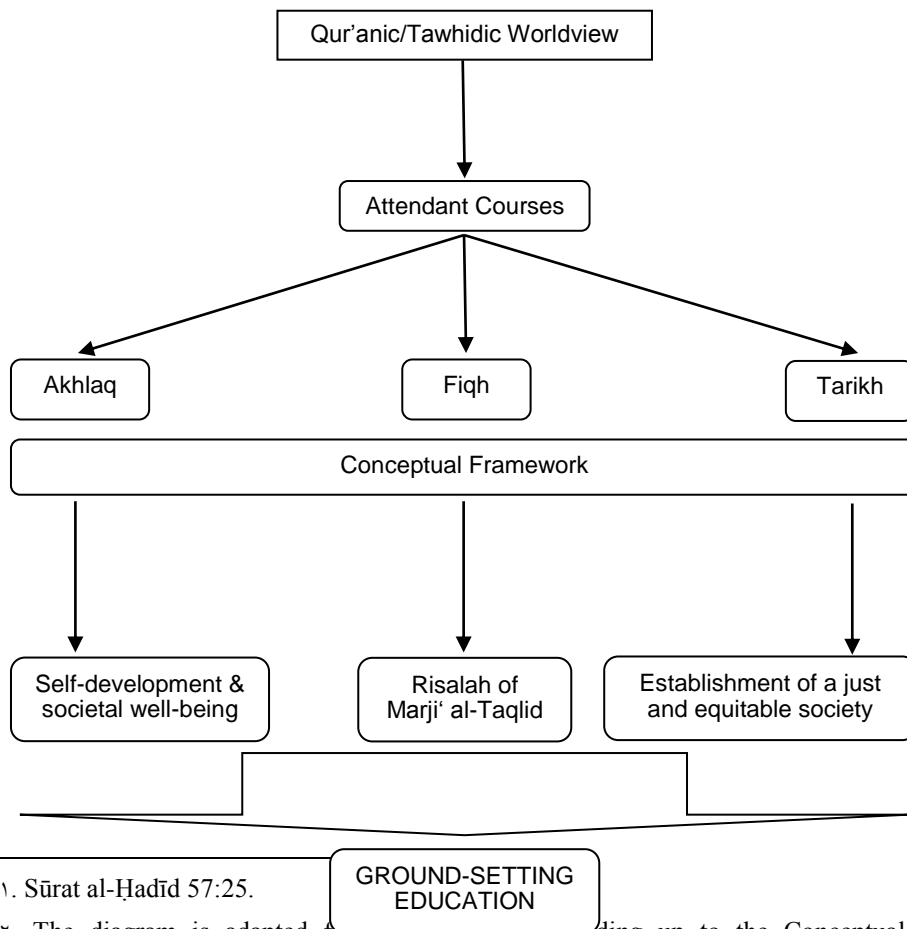 Qur’anic/Tawhidic Worldview
Attendant Courses
Akhlaq
Fiqh
Tarikh
Conceptual Framework
Self-development &
societal well-being
Risalah of
Marji‘ al-Taqlid
Establishment of a just
and equitable society
GROUND-SETTING
EDUCATION
١. Sūrat al-Ḥadīd 57:25.
The diagram is adapted up to the Conceptual